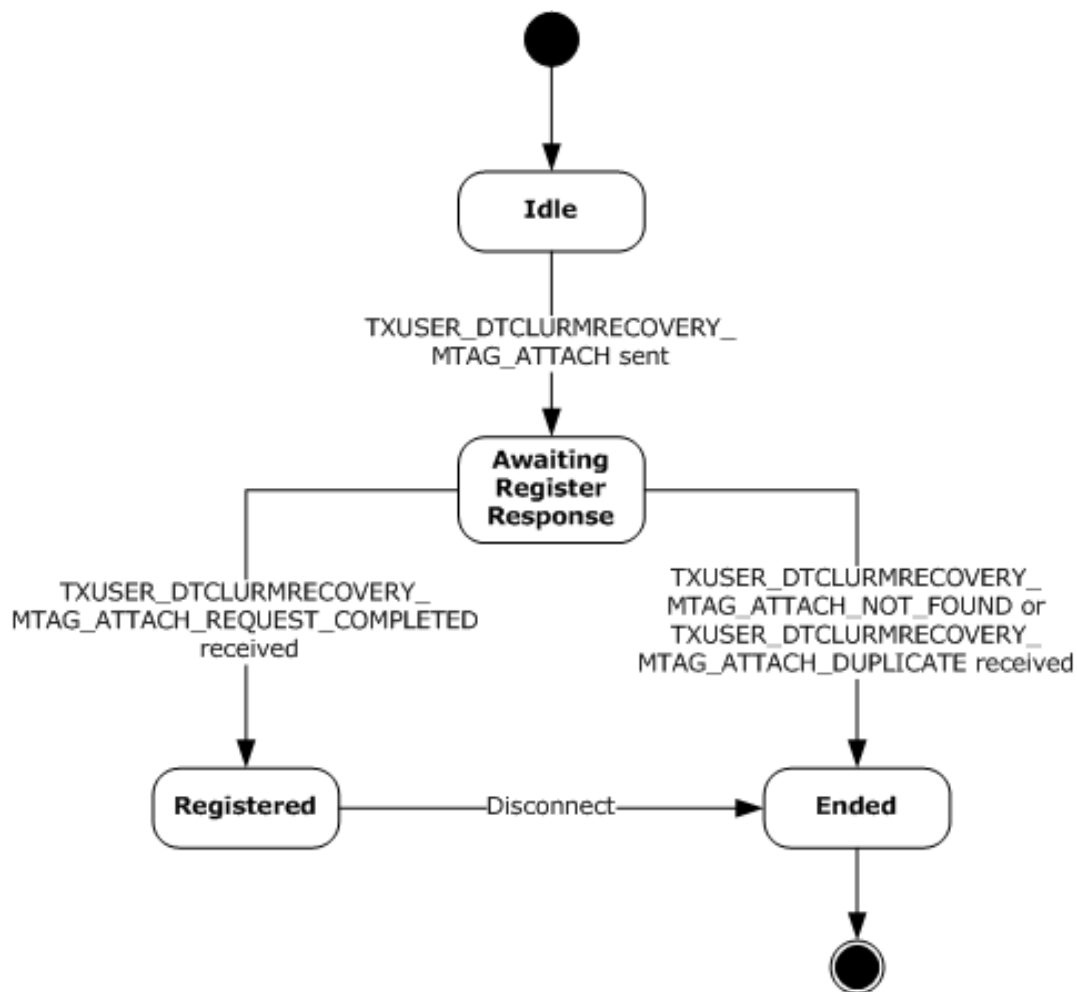 Idle
TXUSER_DTCLURMRECOVERY_
MTAG_ATTACH sent
Awaiting
Register
Response
TXUSER_DTCLURMRECOVERY_
MTAG_ATTACH_REQUEST_COMPLETED
received
TXUSER_DTCLURMRECOVERY_
MTAG_ATTACH_NOT_FOUND or
TXUSER_DTCLURMRECOVERY_
MTAG_ATTACH_DUPLICATE received
Registered
Disconnect
Ended